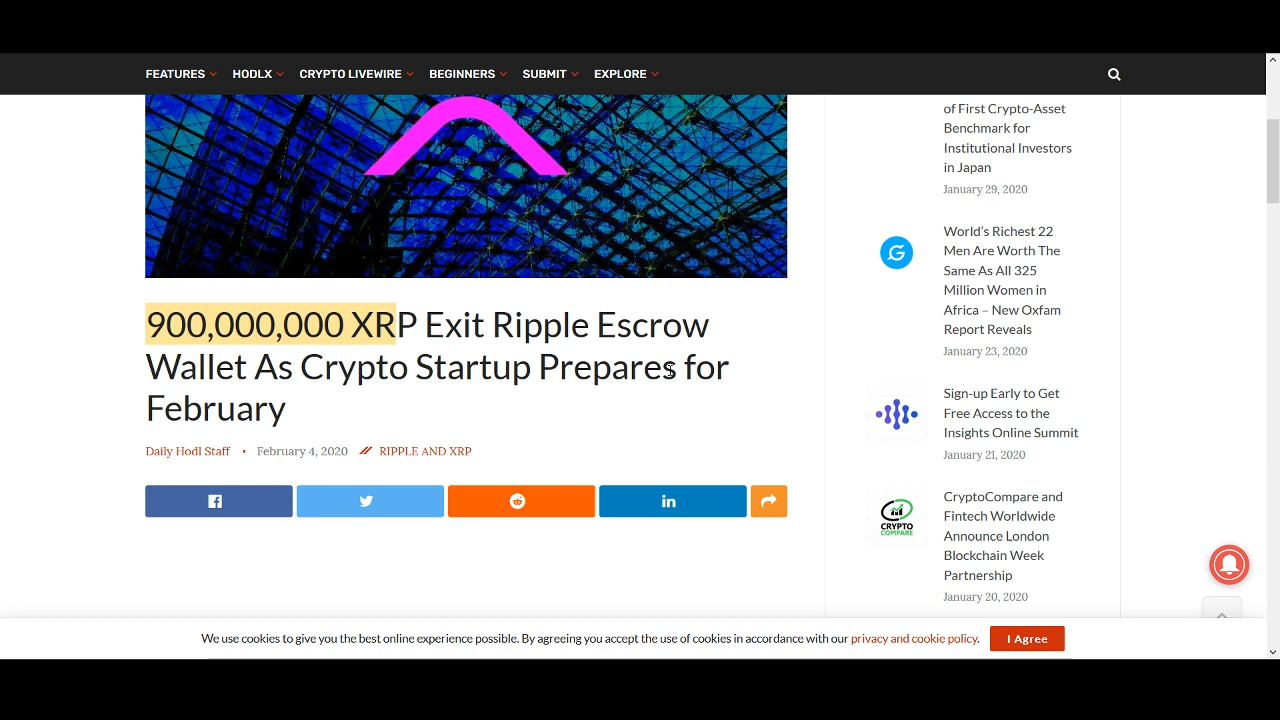 FEATURES HODLX CRYPTO LIVEWIRE BEGINNERS SUBMIT EXPLORE
900,000,000 XRP Exit Ripple Escrow
Wallet As Crypto Startup Prepares for
February
Daily Hodl Staff • February 4, 2020 RIPPLE AND XRP
of First Crypto-Asset
Benchmark for
Institutional Investors
in Japan
January 29, 2020
World’s Richest 22
Men Are Worth The
Same As All 325
Million Women in
Africa – New Oxfam
Report Reveals
January 23, 2020
Sign-up Early to Get
Free Access to the
Insights Online Summit
January 21, 2020
CRYPTO
COMPARE
CryptoCompare and
Fintech Worldwide
Announce London
Blockchain Week
Partnership
January 20, 2020
We use cookies to give you the best online experience possible. By agreeing you accept the use of cookies in accordance with our privacy and cookie policy. I Agree